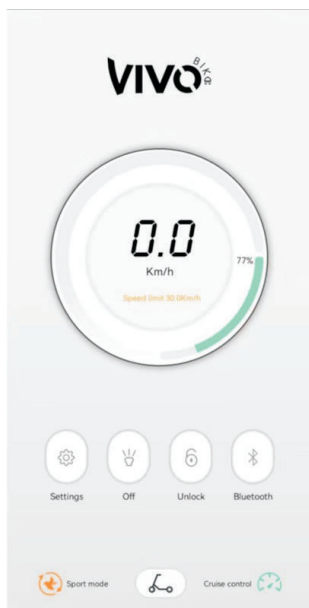 VIVO
BIKE
0.0
Km/h
77%
Speed limit 30.0Km/h
Settings
Off
Unlock
Bluetooth
Sport mode
Cruise control